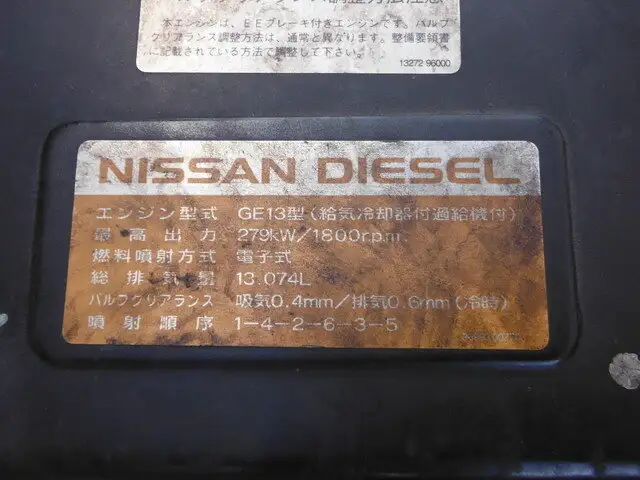 本エンジンは、EEブレーキ付きエンジンです。バルブ
クリアランス調整方法は、通常と異なります。整備要領書
に記載されている方法で調整して下さい。
13272 96000
NISSAN DIESEL
エンジン型式 GE13型(給気冷却器付過給機付)
最高出力 279kW/1800r.p.m.
燃料噴射方式 電子式
総排気量 13.074L
バルブクリアランス 吸気0.4mm/排気0.6mm(冷時)
噴射順序 1-4-2-6-3-5